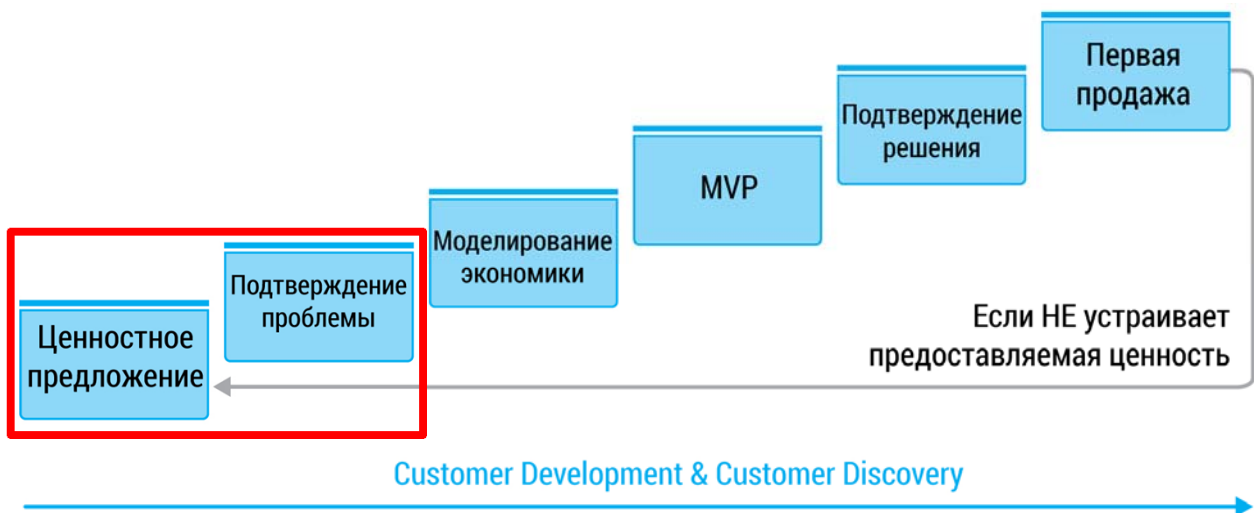 Ценностное
предложение
Подтверждение
проблемы
Моделирование
экономики
MVP
Подтверждение
решения
Первая
продажа
Если НЕ устраивает
предоставляемая ценность
Customer Development & Customer Discovery